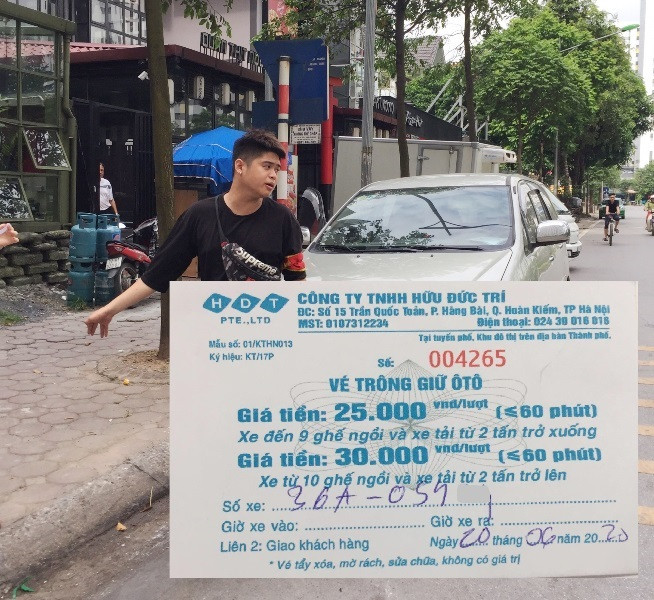 Supreme
HDT
PTE.,LTD
CÔNG TY TNHH HỮU ĐỨC TRÍ
ĐC: Số 15 Trần Quốc Toản, P. Hàng Bài, Q. Hoàn Kiếm, TP Hà Nội
MST: 0107312234 Điện thoại: 024 39 016 016
Mẫu số: 01/KTHN013
Ký hiệu: KT/17P
Tại tuyến phố, Khu đô thị trên địa bàn Thành phố.
Số: 004265
VÉ TRÔNG GIỮ ÔTÔ
Giá tiền: 25.000 vnđ/lượt (≤60 phút)
Xe đến 9 ghế ngồi và xe tải từ 2 tấn trở xuống
Giá tiền: 30.000 vnđ/lượt (≤60 phút)
Xe từ 10 ghế ngồi và xe tải từ 2 tấn trở lên
Số xe: 36A-059
Giờ xe vào: Giờ xe ra:
Liên 2: Giao khách hàng Ngày 20 tháng 06 năm 20 20
* Vé tẩy xóa, mờ rách, sửa chữa, không có giá trị